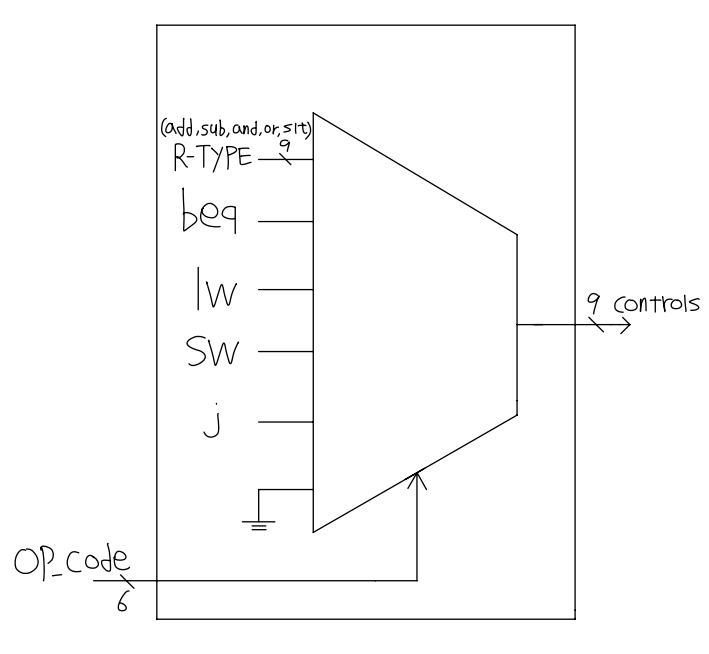 (add,sub,and,or,slt)
9
R-TYPE
beq
lw
9 controls
sw
j
OP_code
6